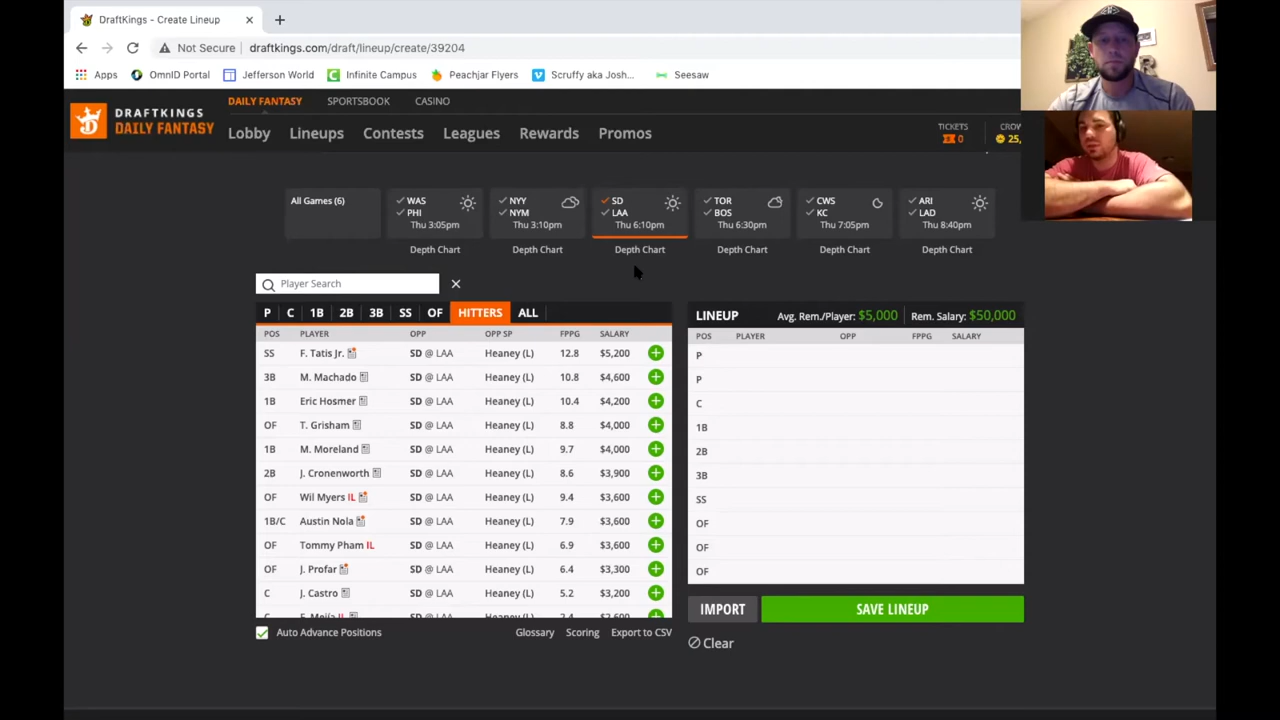 DraftKings - Create Lineup
Not Secure draftkings.com/draft/lineup/create/39204
Apps OmnID Portal Jefferson World Infinite Campus Peachjar Flyers Scruffy aka Josh... Seesaw
DRAFTKINGS
DAILY FANTASY
DAILY FANTASY SPORTSBOOK CASINO
Lobby Lineups Contests Leagues Rewards Promos
TICKETS
0
CROW
25,
All Games (6)
WAS
PHI
Thu 3:05pm
Depth Chart
NYY
NYM
Thu 3:10pm
Depth Chart
SD
LAA
Thu 6:10pm
Depth Chart
TOR
BOS
Thu 6:30pm
Depth Chart
CWS
KC
Thu 7:05pm
Depth Chart
ARI
LAD
Thu 8:40pm
Depth Chart
Player Search
P C 1B 2B 3B SS OF HITTERS ALL
POS PLAYER OPP OPP SP FPPG SALARY
SS F. Tatis Jr. SD @ LAA Heaney (L) 12.8 $5,200
3B M. Machado SD @ LAA Heaney (L) 10.8 $4,600
1B Eric Hosmer SD @ LAA Heaney (L) 10.4 $4,200
OF T. Grisham SD @ LAA Heaney (L) 8.8 $4,000
1B M. Moreland SD @ LAA Heaney (L) 9.7 $4,000
2B J. Cronenworth SD @ LAA Heaney (L) 8.6 $3,900
OF Wil Myers IL SD @ LAA Heaney (L) 9.4 $3,600
1B/C Austin Nola SD @ LAA Heaney (L) 7.9 $3,600
OF Tommy Pham IL SD @ LAA Heaney (L) 6.9 $3,600
OF J. Profar SD @ LAA Heaney (L) 6.4 $3,300
C J. Castro SD @ LAA Heaney (L) 5.2 $3,200
Auto Advance Positions
Glossary Scoring Export to CSV
LINEUP Avg. Rem./Player: $5,000 Rem. Salary: $50,000
POS PLAYER OPP FPPG SALARY
P
P
C
1B
2B
3B
SS
OF
OF
OF
IMPORT SAVE LINEUP
Clear